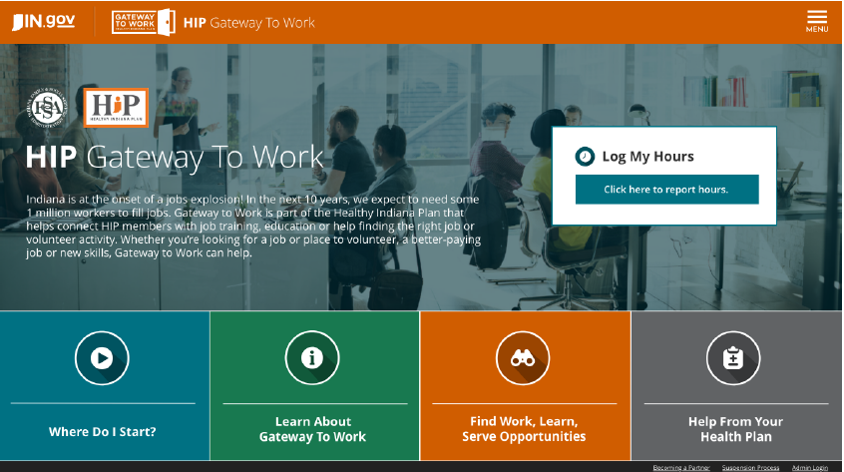 IN.gov
GATEWAY
TO WORK
HIP Gateway To Work
MENU
FSSA
HIP
HEALTHY INDIANA PLAN
HIP Gateway To Work
Indiana is at the onset of a jobs explosion! In the next 10 years, we expect to need some
1 million workers to fill jobs. Gateway to Work is part of the Healthy Indiana Plan that
helps connect HIP members with job training, education or help finding the right job or
volunteer activity. Whether you're looking for a job or place to volunteer, a better-paying
job or new skills, Gateway to Work can help.
Log My Hours
Click here to report hours.
Where Do I Start?
Learn About
Gateway To Work
Find Work, Learn,
Serve Opportunities
Help From Your
Health Plan
Becoming a Partner Suspension Process Admin Login